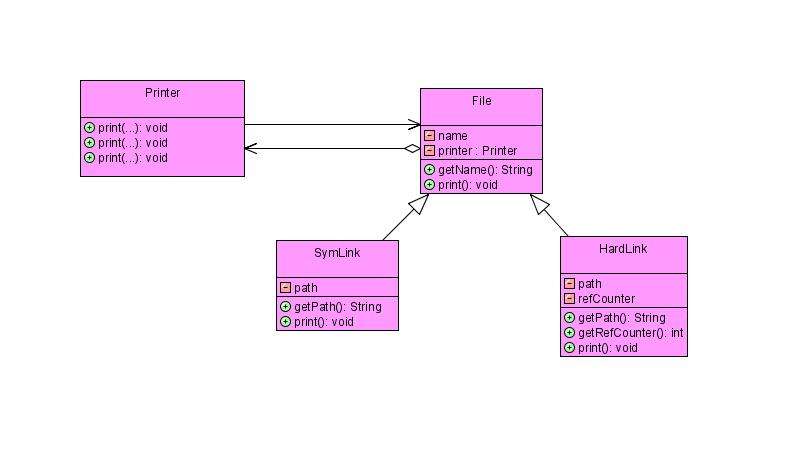 Printer
print(...): void
print(...): void
print(...): void
File
name
printer : Printer
getName(): String
print(): void
SymLink
path
getPath(): String
print(): void
HardLink
path
refCounter
getPath(): String
getRefCounter(): int
print(): void